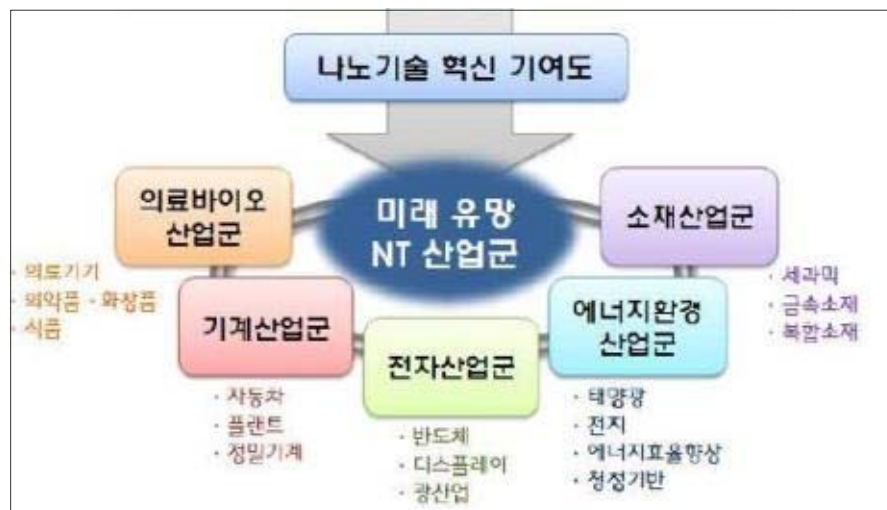 나노기술 혁신 기여도
미래 유망
NT 산업군
의료바이오
산업군
· 의료기기
· 의약품 · 화장품
· 식품
기계산업군
· 자동차
· 플랜트
· 정밀기계
전자산업군
· 반도체
· 디스플레이
· 광산업
에너지환경
산업군
· 태양광
· 전지
· 에너지효율향상
· 청정기반
소재산업군
· 세라믹
· 금속소재
· 복합소재